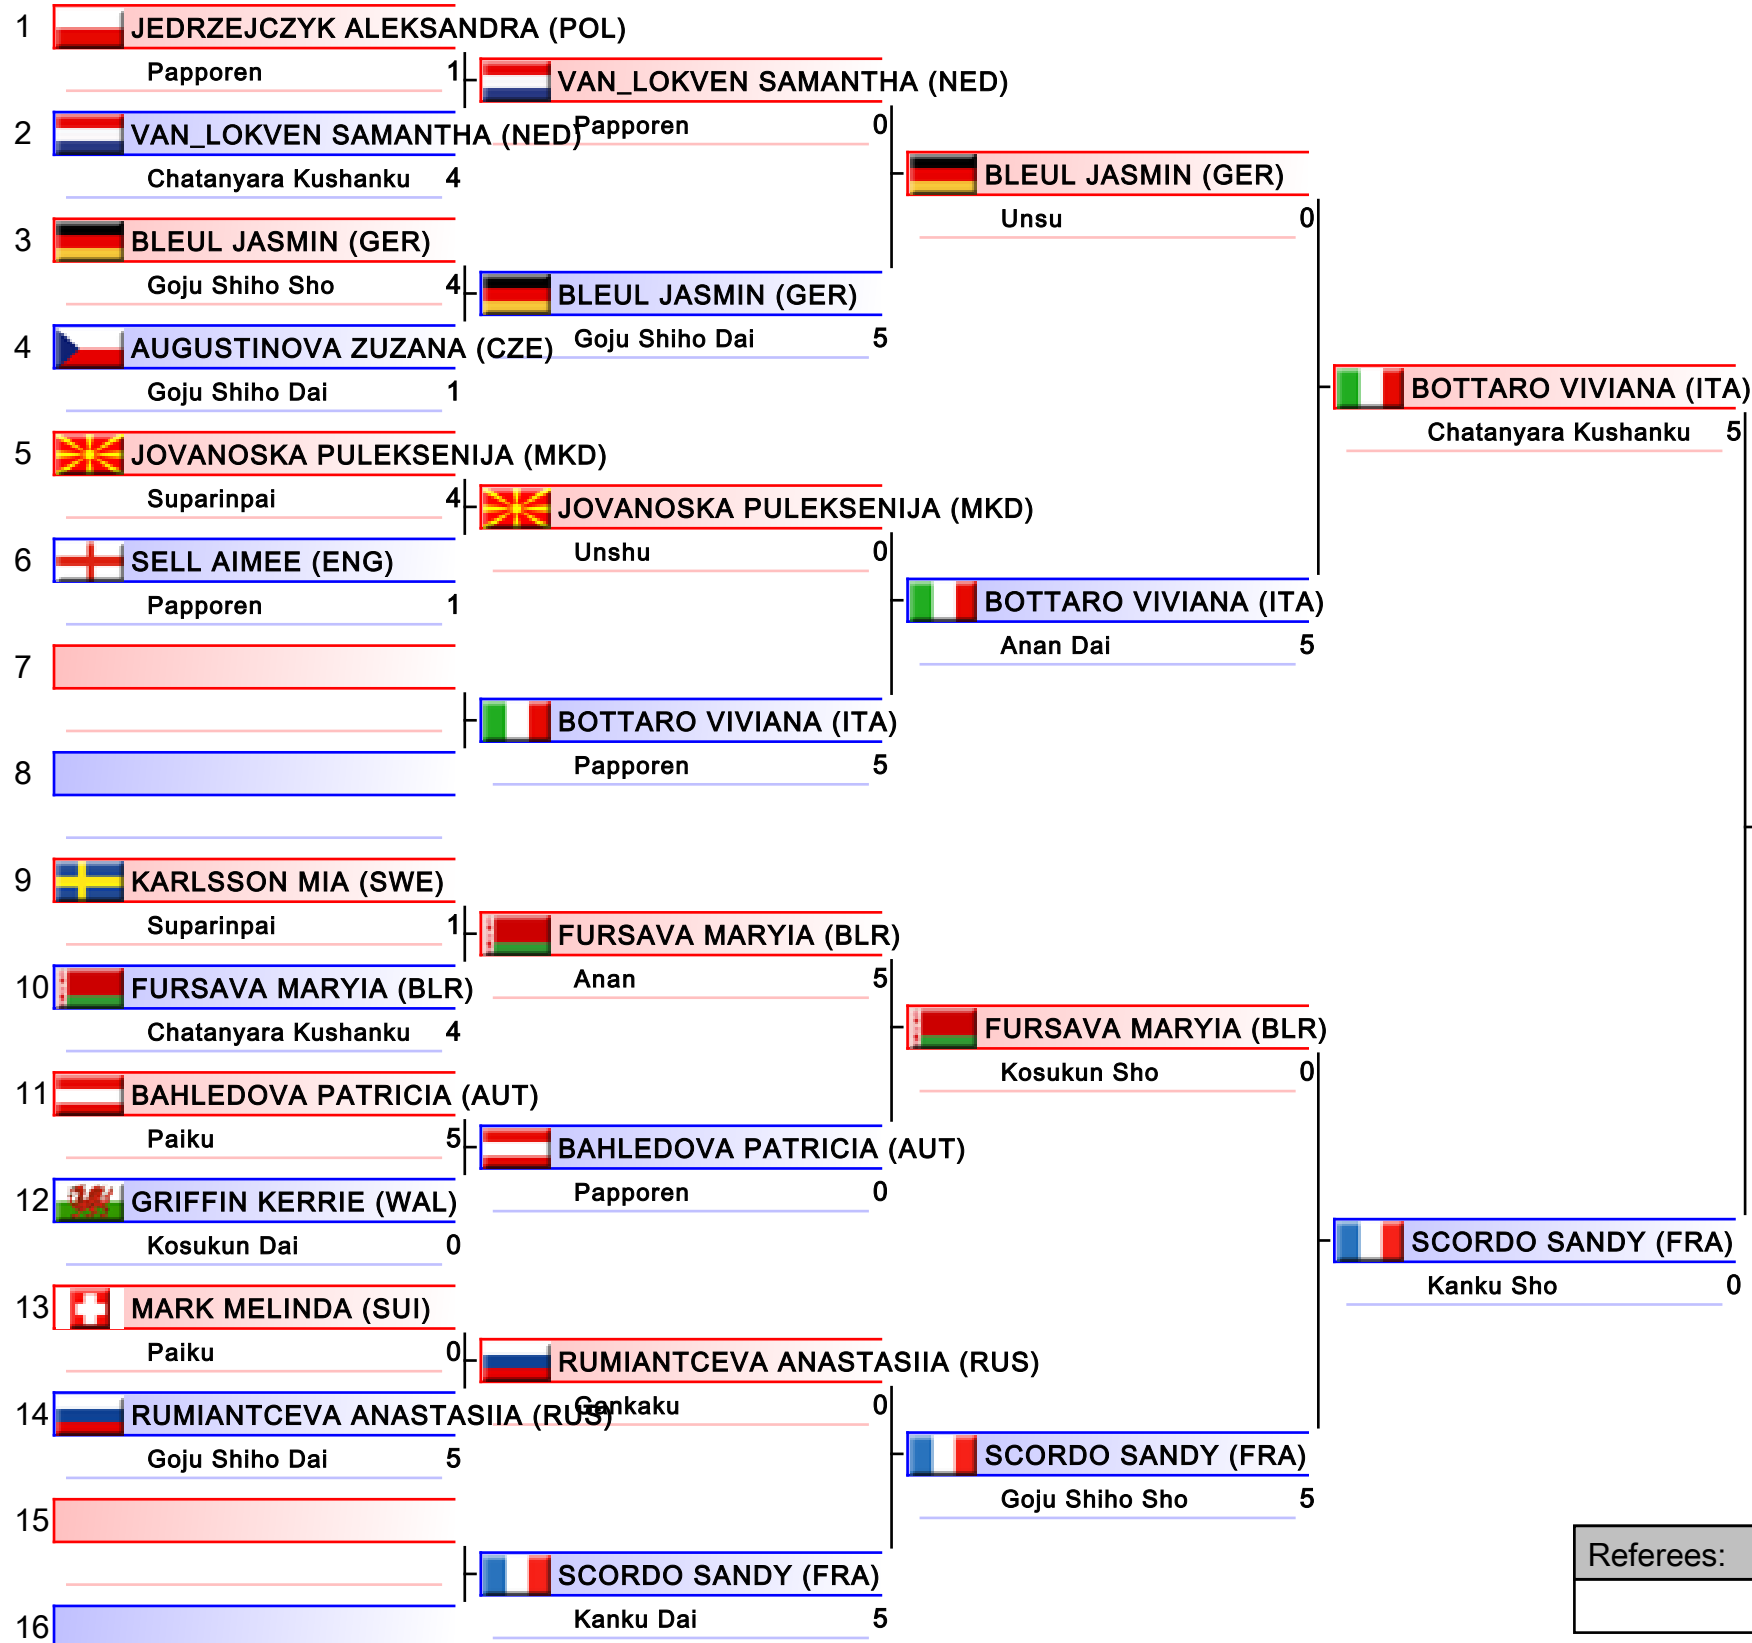 1 JEDRZEJCZYK ALEKSANDRA (POL)
Papporen 1
2 VAN_LOKVEN SAMANTHA (NED)
Chatanyara Kushanku 4
3 BLEUL JASMIN (GER)
Goju Shiho Sho 4
4 AUGUSTINOVA ZUZANA (CZE)
Goju Shiho Dai 1
5 JOVANOSKA PULEKSENIJA (MKD)
Suparinpai 4
6 SELL AIMEE (ENG)
Papporen 1
7
8
9 KARLSSON MIA (SWE)
Suparinpai 1
10 FURSAVA MARYIA (BLR)
Chatanyara Kushanku 4
11 BAHLEDOVA PATRICIA (AUT)
Paiku 5
12 GRIFFIN KERRIE (WAL)
Kosukun Dai 0
13 MARK MELINDA (SUI)
Paiku 0
14 RUMIANTCEVA ANASTASIIA (RUS)
Goju Shiho Dai 5
15
16
VAN_LOKVEN SAMANTHA (NED)
Papporen 0
BLEUL JASMIN (GER)
Goju Shiho Dai 5
JOVANOSKA PULEKSENIJA (MKD)
Unshu 0
BOTTARO VIVIANA (ITA)
Papporen 5
FURSAVA MARYIA (BLR)
Anan 5
BAHLEDOVA PATRICIA (AUT)
Papporen 0
RUMIANTCEVA ANASTASIIA (RUS)
Gankaku 0
SCORDO SANDY (FRA)
Kanku Dai 5
BLEUL JASMIN (GER)
Unsu 0
BOTTARO VIVIANA (ITA)
Anan Dai 5
FURSAVA MARYIA (BLR)
Kosukun Sho 0
SCORDO SANDY (FRA)
Goju Shiho Sho 5
BOTTARO VIVIANA (ITA)
Chatanyara Kushanku 5
SCORDO SANDY (FRA)
Kanku Sho 0
Referees: